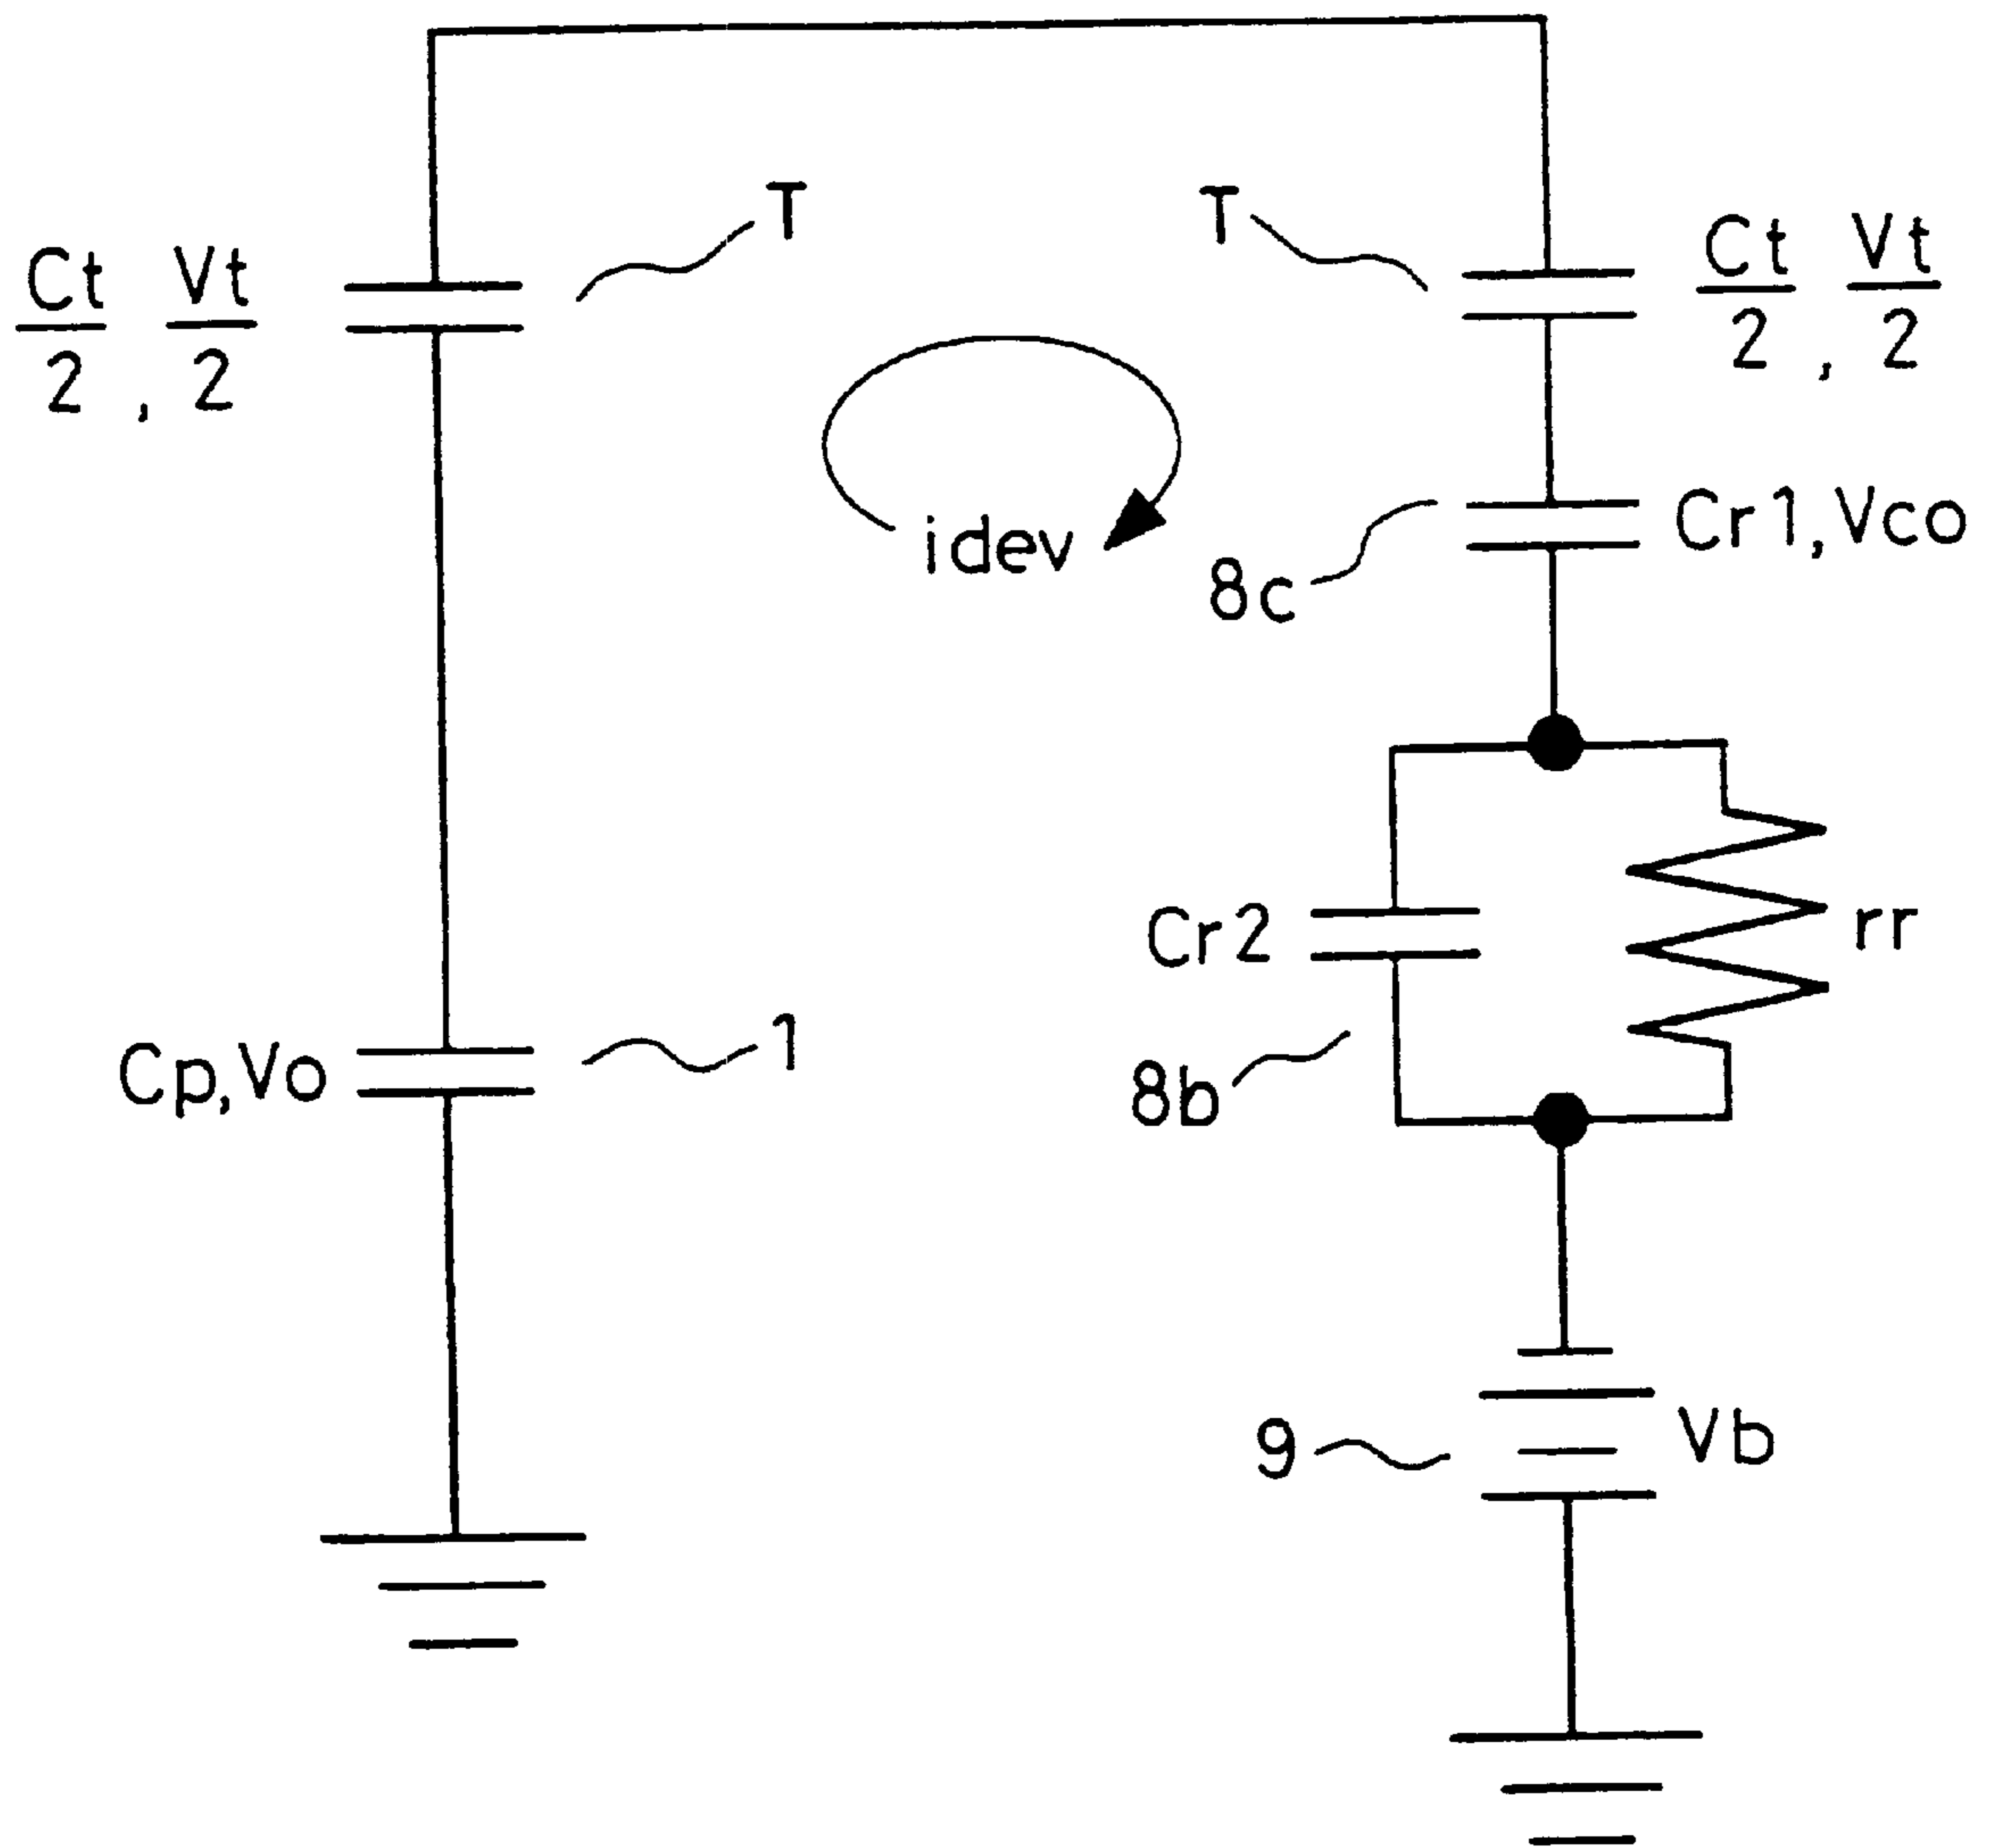 T
T
Ct/2 , Vt/2
Ct/2 , Vt/2
idev
8c
Cr1,Vco
Cr2
rr
Cp,Vo
1
8b
9
Vb